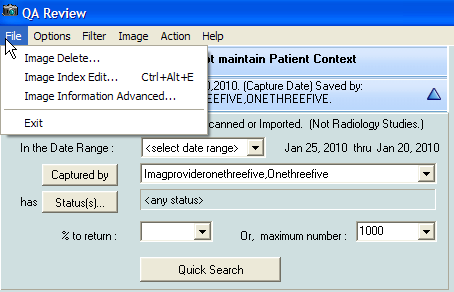 QA Review
File Options Filter Image Action Help
Image Delete...
Image Index Edit... Ctrl+Alt+E
Image Information Advanced...
Exit
ot maintain Patient Context
0,2010. (Capture Date) Saved by:
EEFIVE,ONETHREEFIVE.
canned or Imported. (Not Radiology Studies.)
In the Date Range : <select date range> Jan 25, 2010 thru Jan 20, 2010
Captured by Imagprovideronethreefive,Onethreefive
has Status(s)... <any status>
% to return : Or, maximum number : 1000
Quick Search